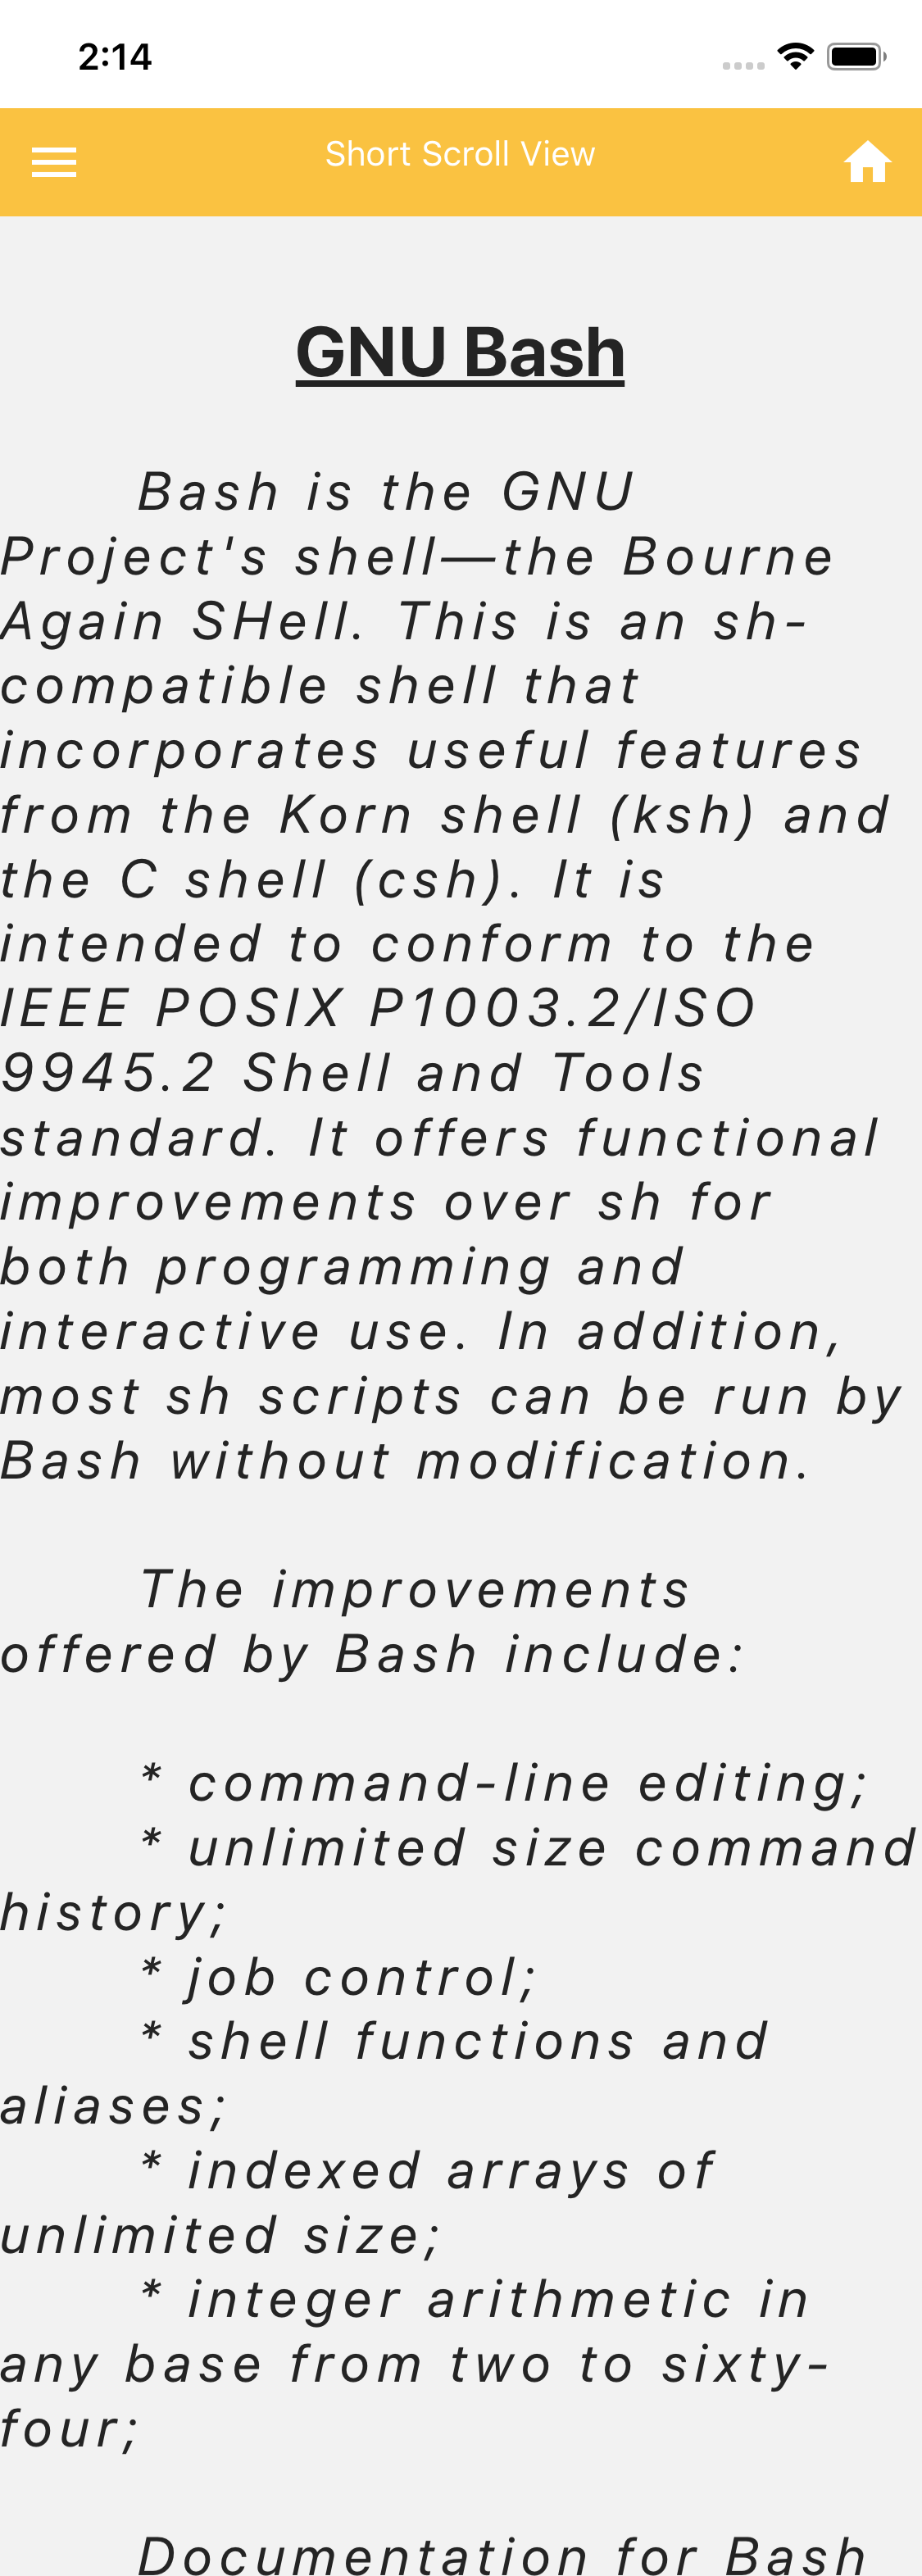 2:14
Short Scroll View
GNU Bash
Bash is the GNU
Project's shell—the Bourne
Again SHell. This is an sh-
compatible shell that
incorporates useful features
from the Korn shell (ksh) and
the C shell (csh). It is
intended to conform to the
IEEE POSIX P1003.2/ISO
9945.2 Shell and Tools
standard. It offers functional
improvements over sh for
both programming and
interactive use. In addition,
most sh scripts can be run by
Bash without modification.
The improvements
offered by Bash include:
* command-line editing;
* unlimited size command
history;
* job control;
* shell functions and
aliases;
* indexed arrays of
unlimited size;
* integer arithmetic in
any base from two to sixty-
four;
Documentation for Bash